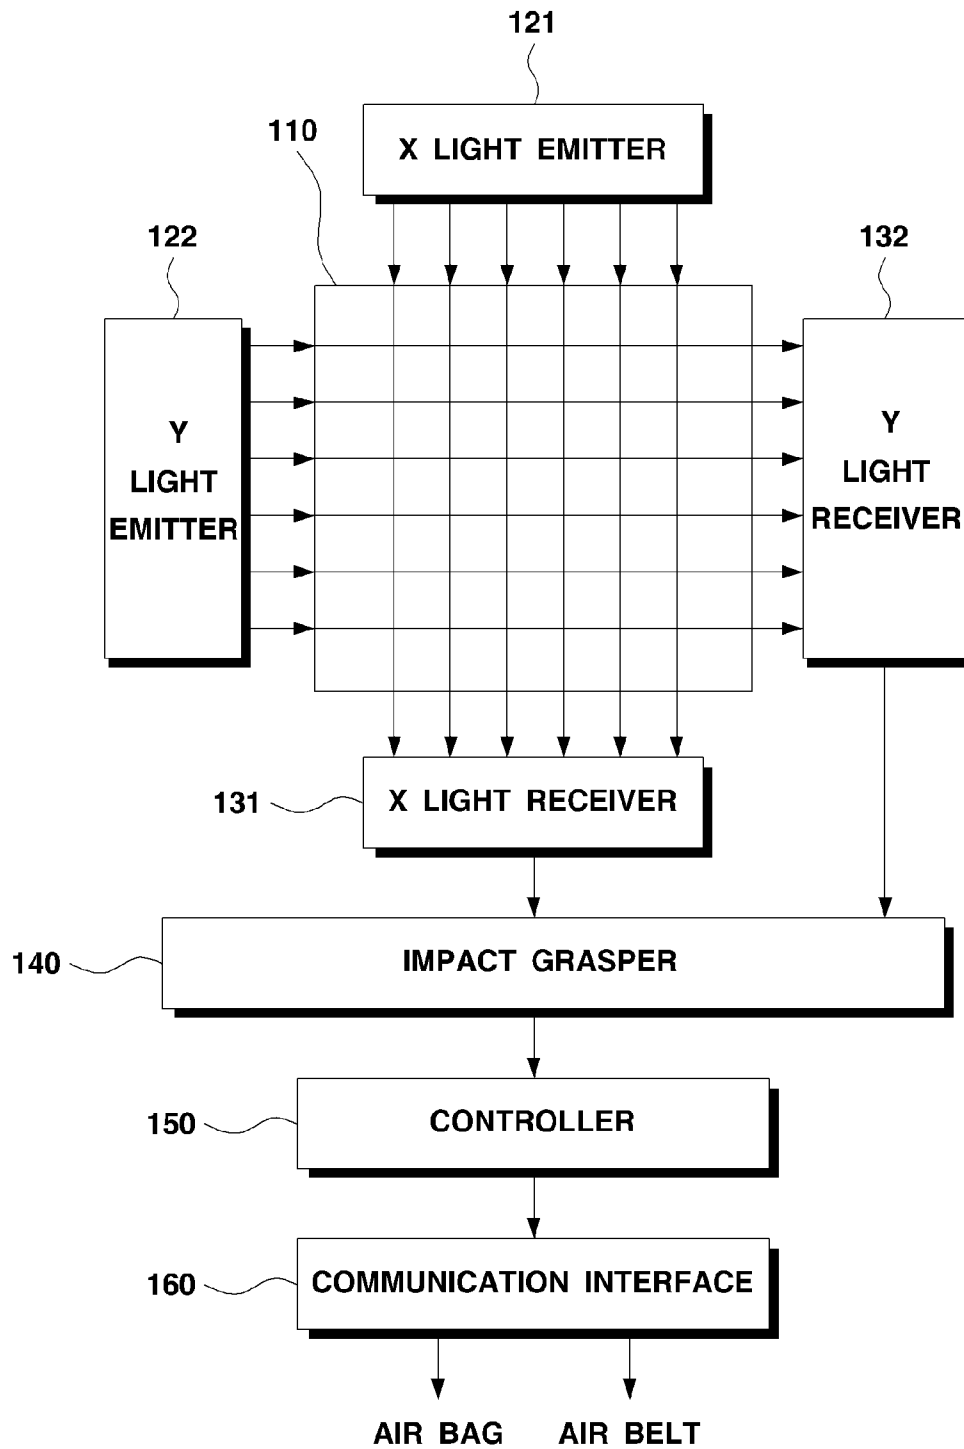 121
X LIGHT EMITTER
110
122
132
Y
LIGHT
EMITTER
Y
LIGHT
RECEIVER
131
X LIGHT RECEIVER
140
IMPACT GRASPER
150
CONTROLLER
160
COMMUNICATION INTERFACE
AIR BAG
AIR BELT